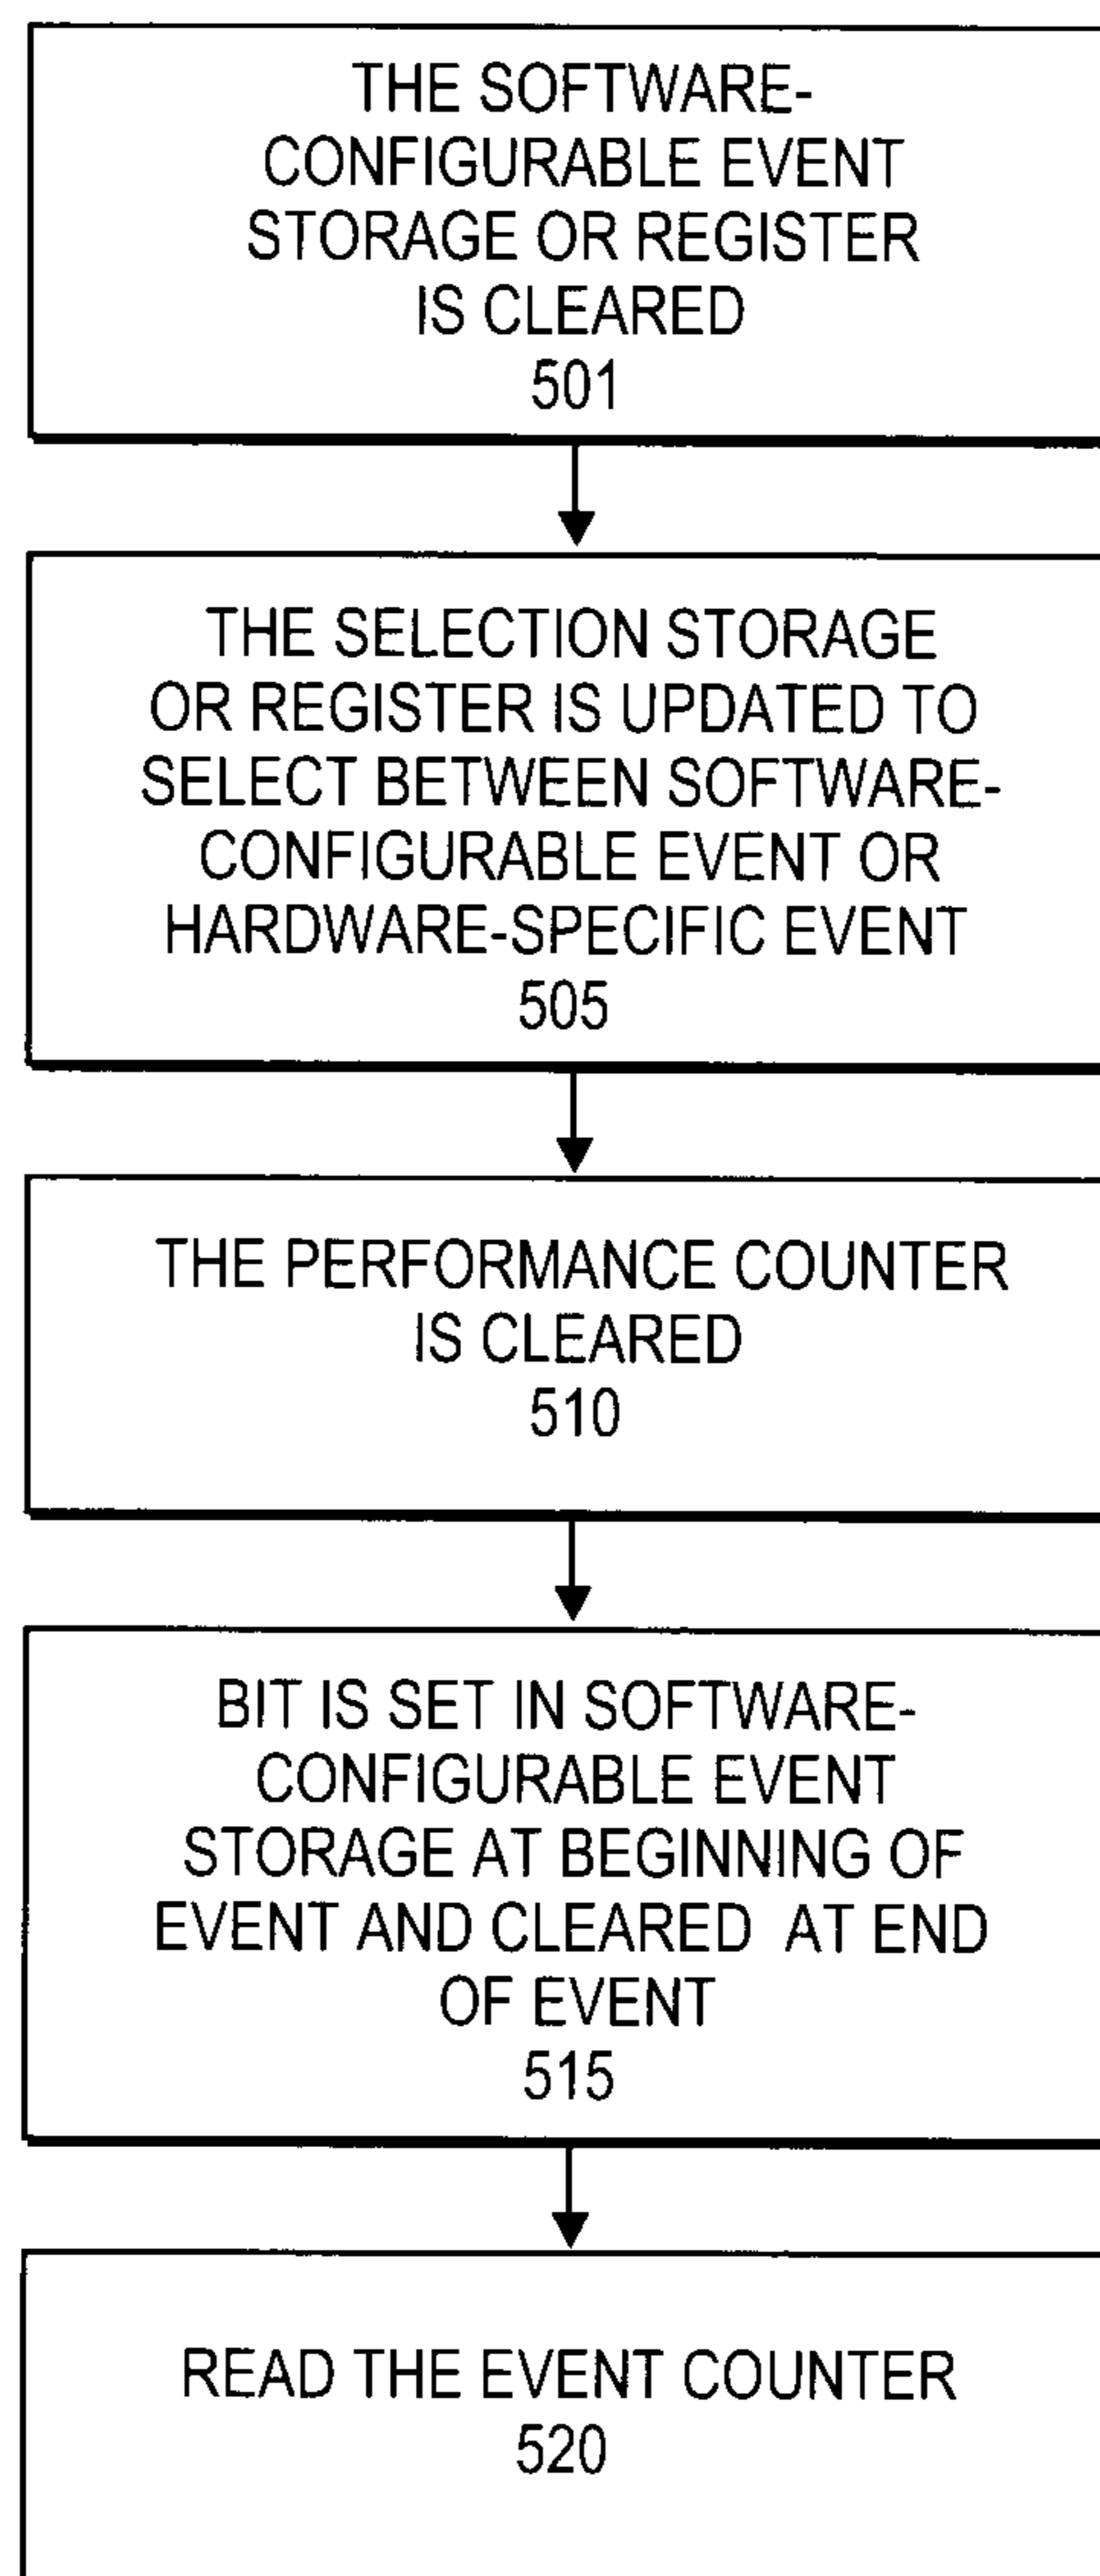 THE SOFTWARE-
CONFIGURABLE EVENT
STORAGE OR REGISTER
IS CLEARED
501
THE SELECTION STORAGE
OR REGISTER IS UPDATED TO
SELECT BETWEEN SOFTWARE-
CONFIGURABLE EVENT OR
HARDWARE-SPECIFIC EVENT
505
THE PERFORMANCE COUNTER
IS CLEARED
510
BIT IS SET IN SOFTWARE-
CONFIGURABLE EVENT
STORAGE AT BEGINNING OF
EVENT AND CLEARED AT END
OF EVENT
515
READ THE EVENT COUNTER
520